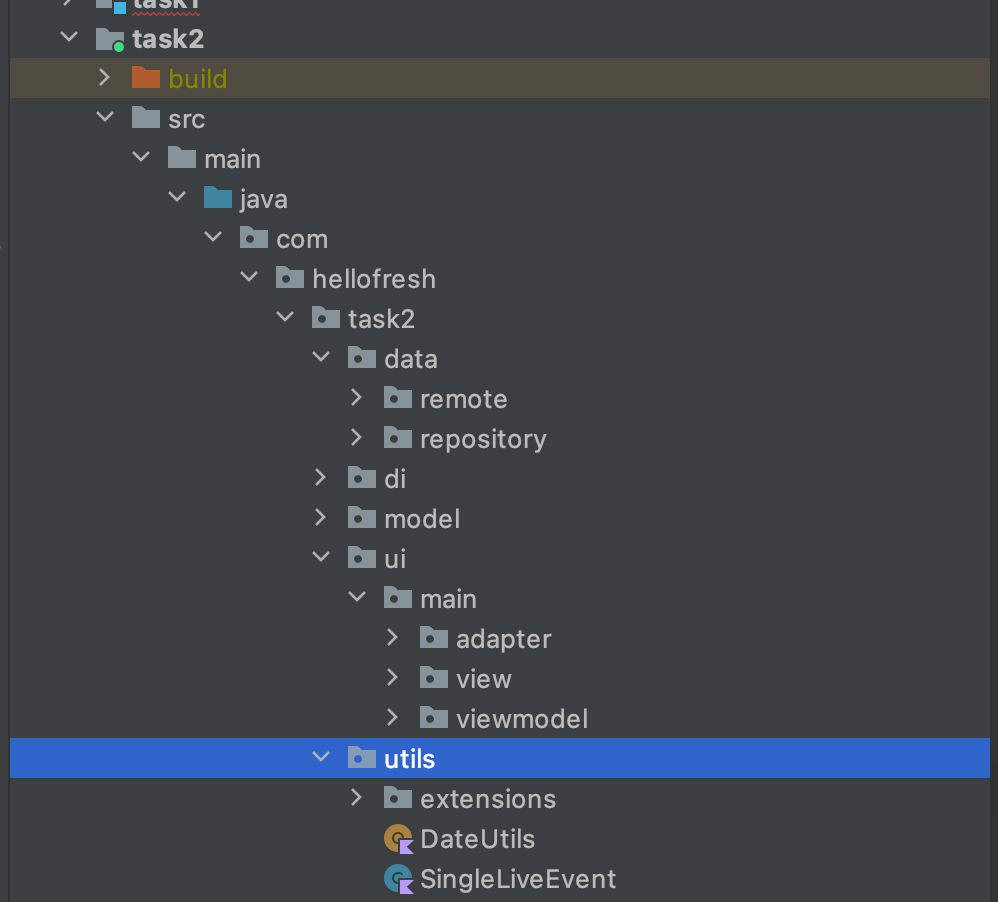 task1
task2
build
src
main
java
com
hellofresh
task2
data
remote
repository
di
model
ui
main
adapter
view
viewmodel
utils
extensions
DateUtils
SingleLiveEvent